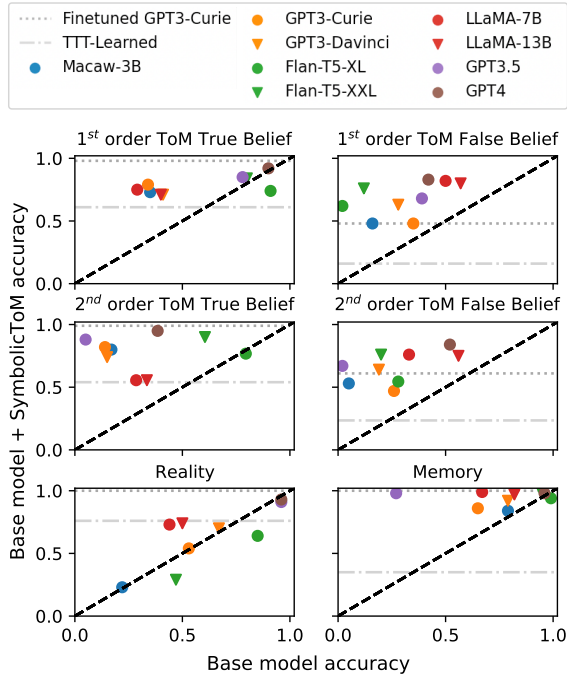 Finetuned GPT3-Curie
TTT-Learned
Macaw-3B
GPT3-Curie
GPT3-Davinci
Flan-T5-XL
Flan-T5-XXL
LLaMA-7B
LLaMA-13B
GPT3.5
GPT4
Base model + SymbolicToM accuracy
1st order ToM True Belief
1.0
0.5
0.0
1st order ToM False Belief
2nd order ToM True Belief
1.0
0.5
0.0
2nd order ToM False Belief
Reality
1.0
0.5
0.0
0.0 0.5 1.0
Memory
0.0 0.5 1.0
Base model accuracy